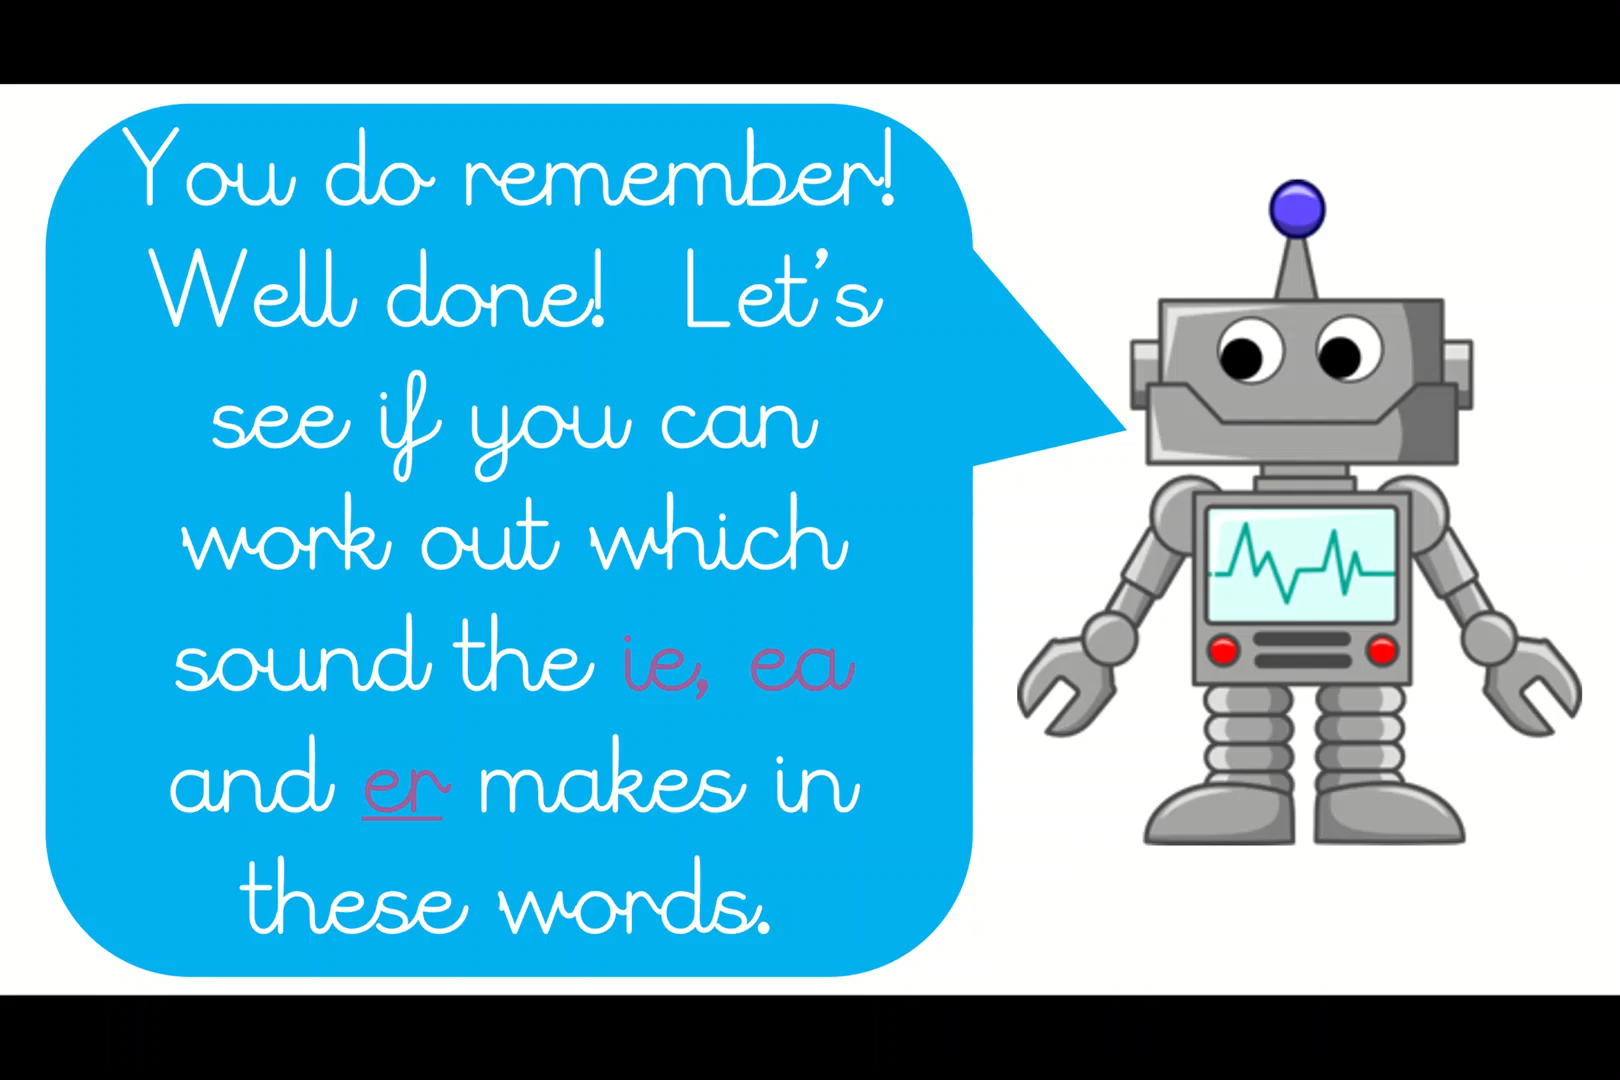 You do remember!
Well done! Let's
see if you can
work out which
sound the ie, ea
and er makes in
these words.